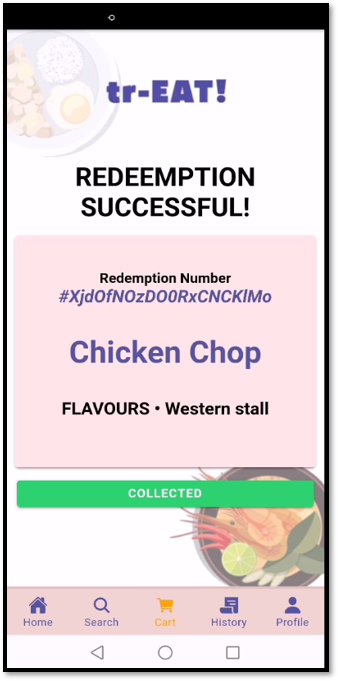 tr-EAT!
REDEEMPTION
SUCCESSFUL!
Redemption Number
#XjdOfNOzDO0RxCNCKlMo
Chicken Chop
FLAVOURS • Western stall
COLLECTED
Home
Search
Cart
History
Profile